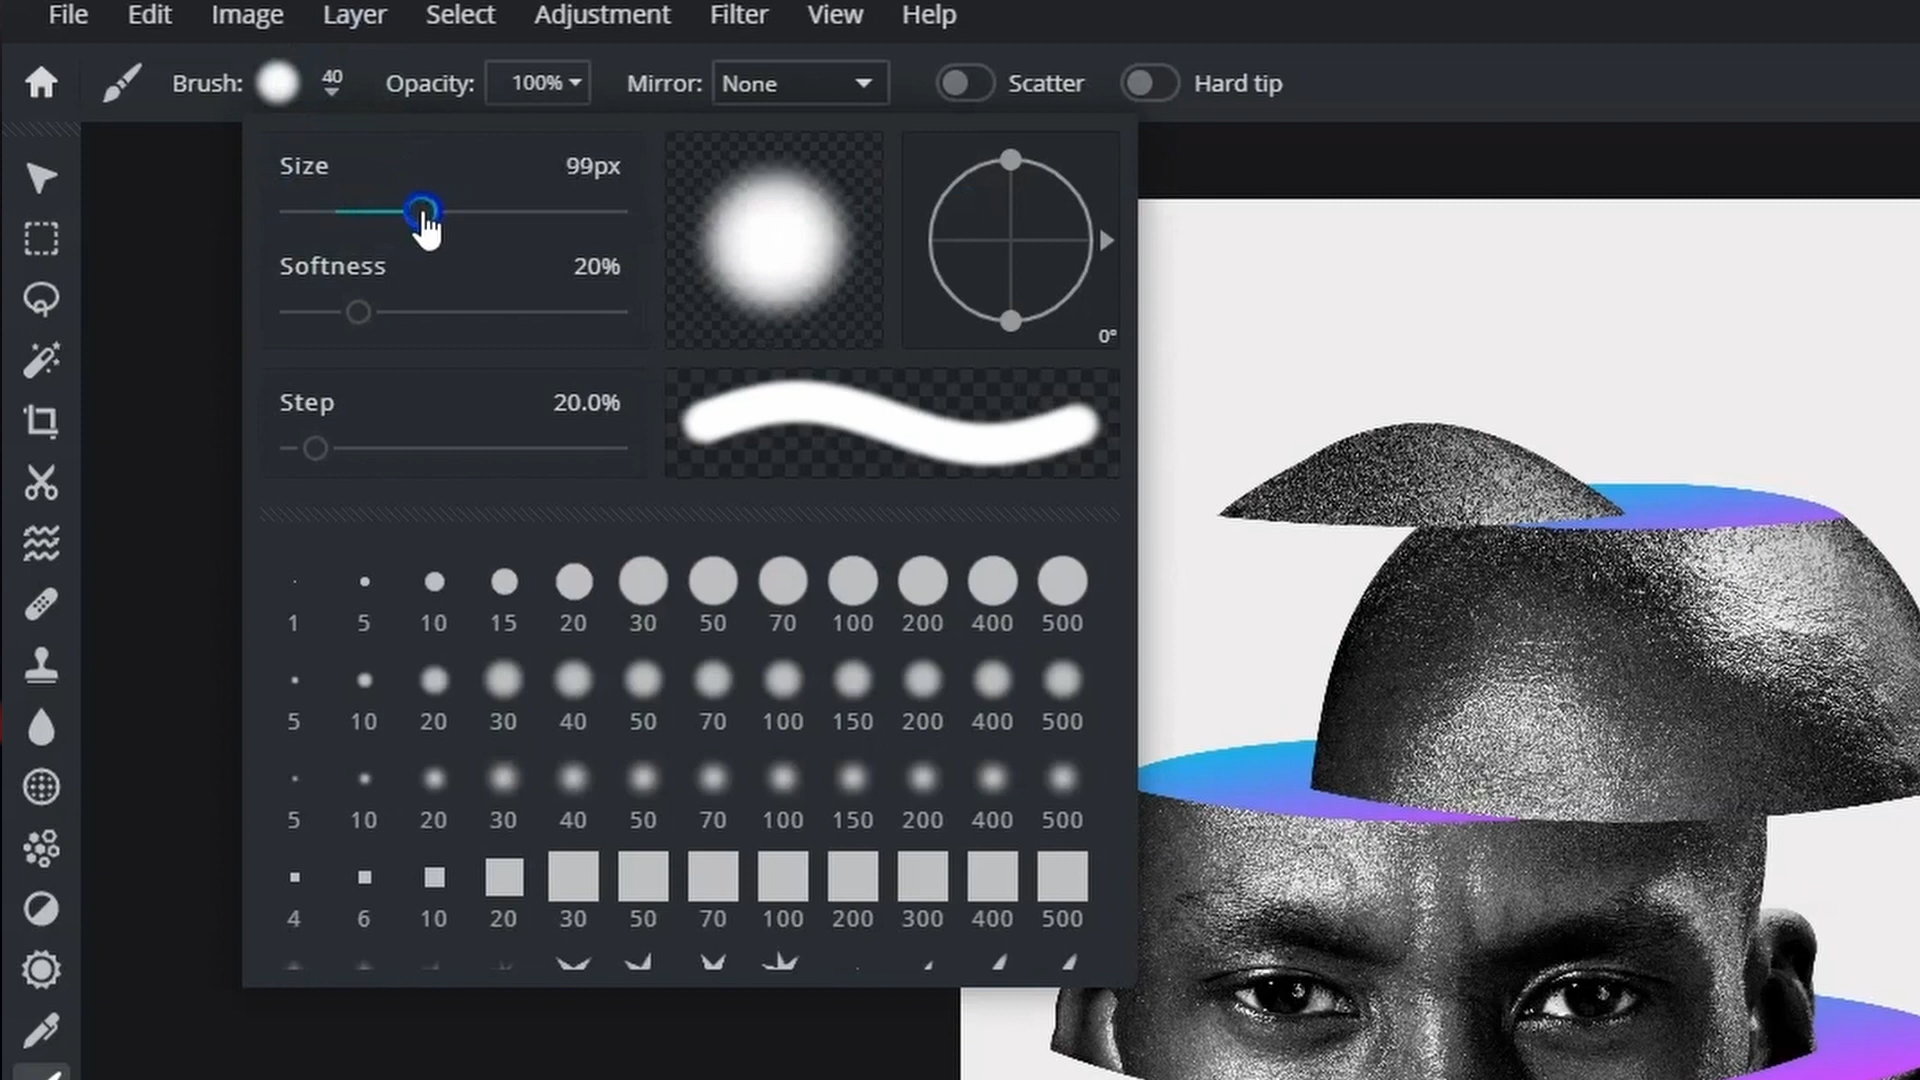 File Edit Image Layer Select Adjustment Filter View Help
Brush: 40 Opacity: 100% Mirror: None Scatter Hard tip
Size 99px
Softness 20%
0°
Step 20.0%
1 5 10 15 20 30 50 70 100 200 400 500
5 10 20 30 40 50 70 100 150 200 400 500
5 10 20 30 40 50 70 100 150 200 400 500
4 6 10 20 30 50 70 100 200 300 400 500